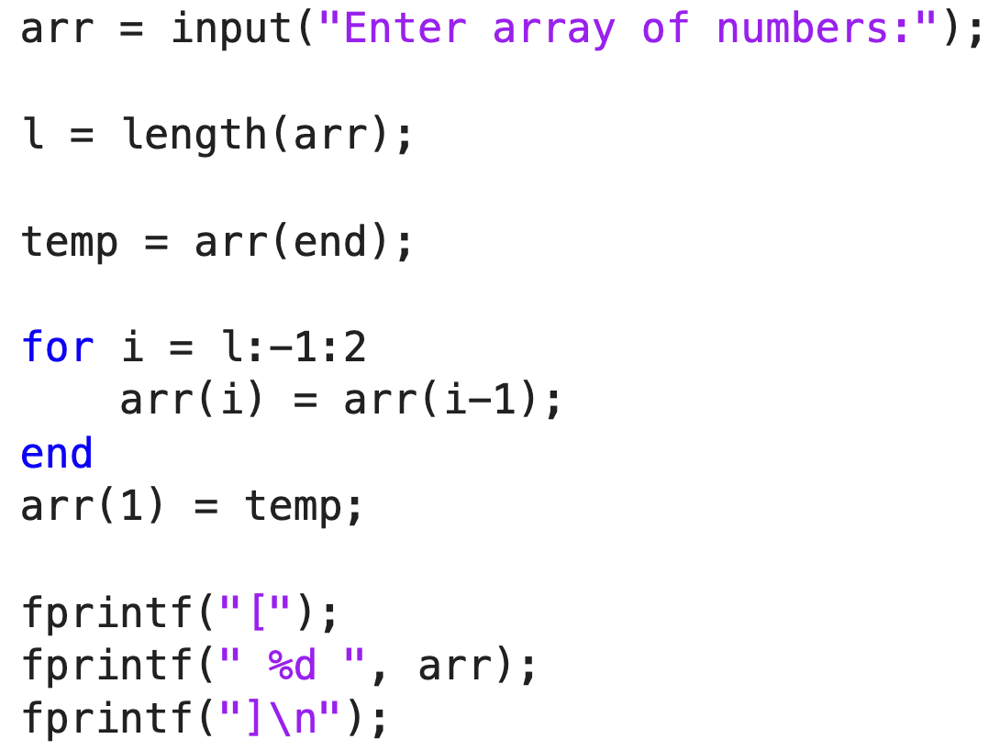 arr = input("Enter array of numbers:");
l = length(arr);
temp = arr(end);
for i = l:-1:2
    arr(i) = arr(i-1);
end
arr(1) = temp;
fprintf("[");
fprintf(" %d ", arr);
fprintf("]\n");